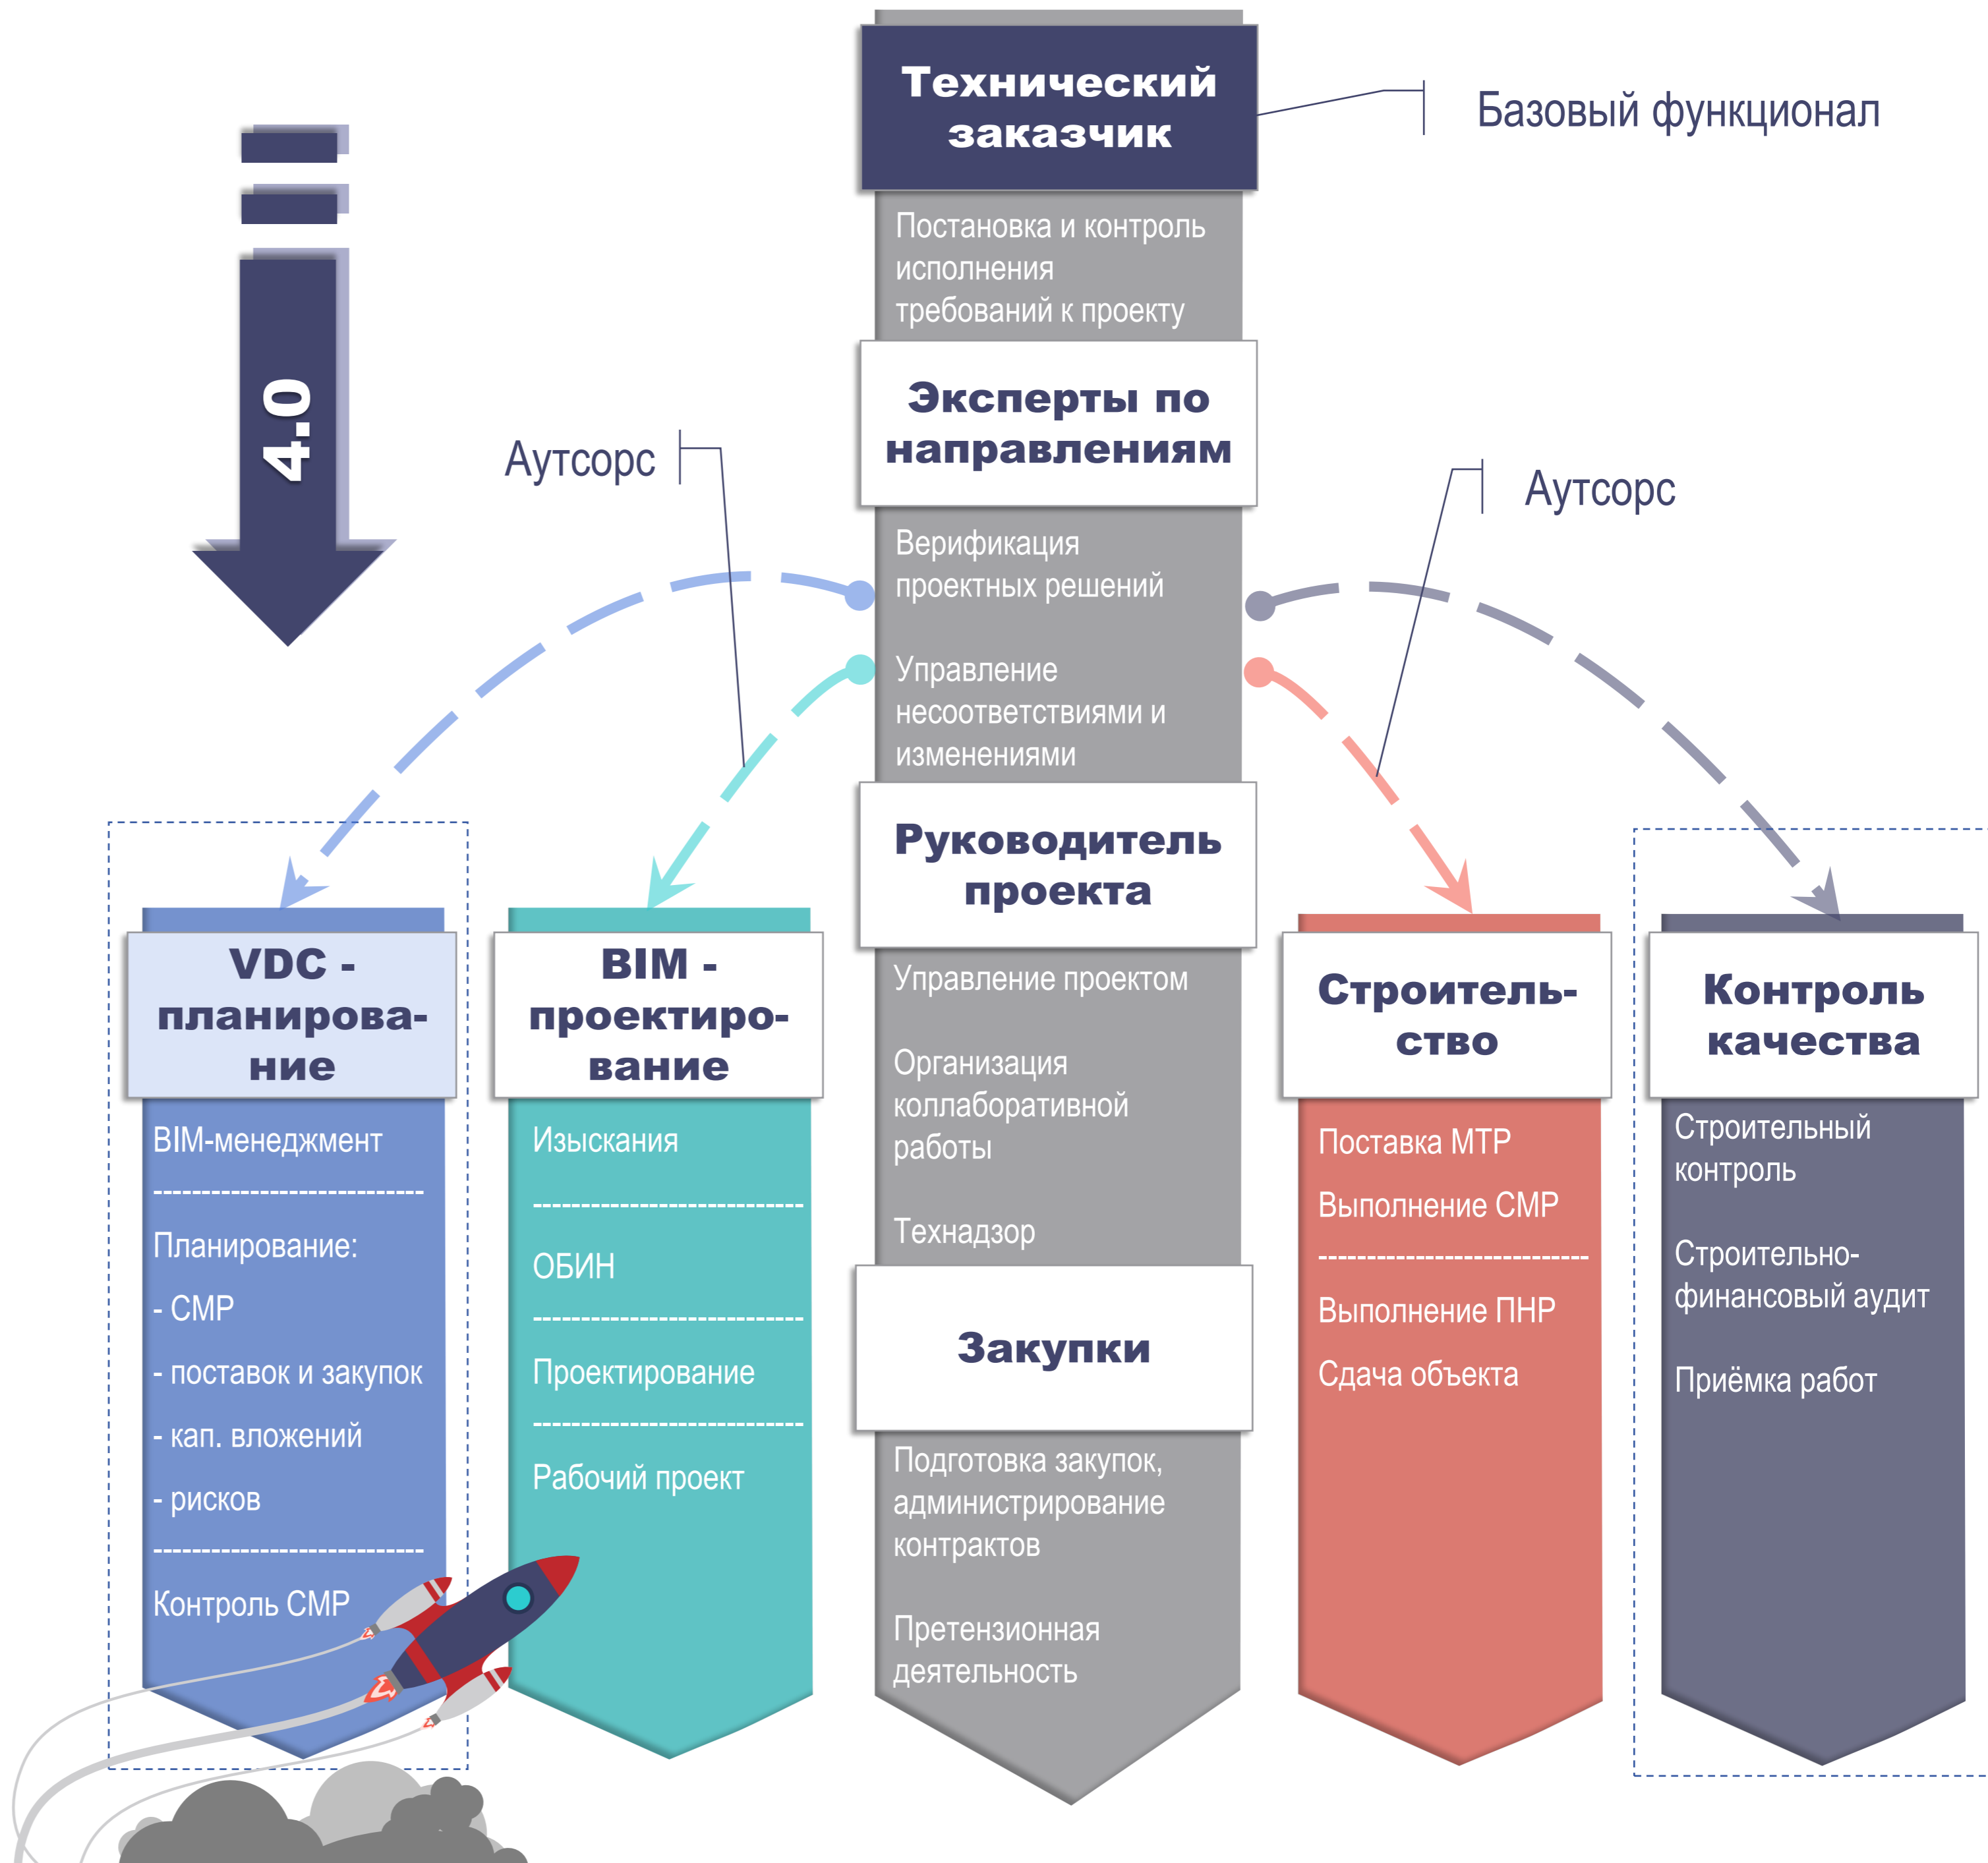 Технический
заказчик
Базовый функционал
Постановка и контроль
исполнения
требований к проекту
4.0
Эксперты по
направлениям
Аутсорс
Аутсорс
Верификация
проектных решений
Управление
несоответствиями и
изменениями
Руководитель
проекта
Управление проектом
Организация
коллаборативной
работы
Технадзор
Закупки
Подготовка закупок,
администрирование
контрактов
Претензионная
деятельность
VDC -
планирова-
ние
BIM-менеджмент
----------------------------
Планирование:
- СМР
- поставок и закупок
- кап. вложений
- рисков
----------------------------
Контроль СМР
BIM -
проектиро-
вание
Изыскания
----------------------------
ОБИН
----------------------------
Проектирование
----------------------------
Рабочий проект
Строитель-
ство
Поставка МТР
Выполнение СМР
----------------------------
Выполнение ПНР
Сдача объекта
Контроль
качества
Строительный
контроль
Строительно-
финансовый аудит
Приёмка работ